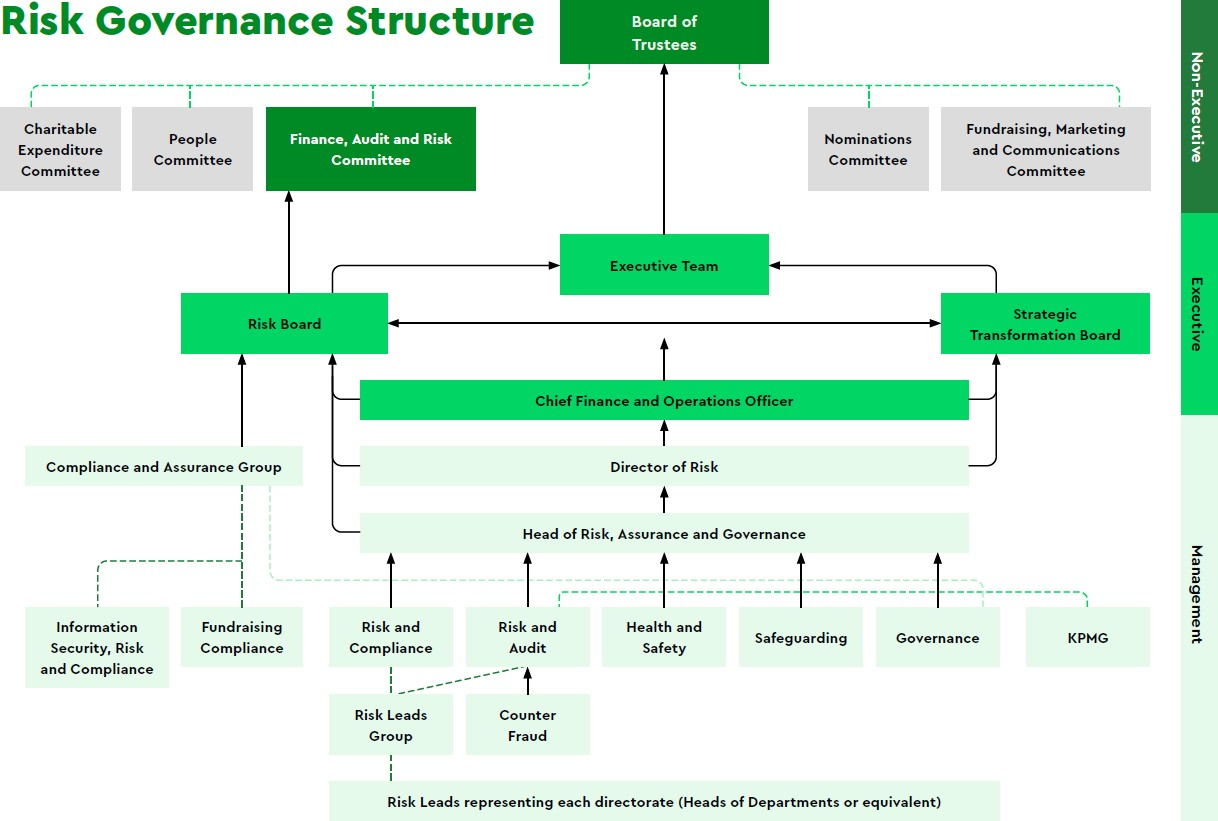 Risk Governance Structure
Board of
Trustees
Charitable
Expenditure
Committee
People
Committee
Finance, Audit and Risk
Committee
Nominations
Committee
Fundraising, Marketing
and Communications
Committee
Non-Executive
Executive Team
Risk Board
Strategic
Transformation Board
Executive
Chief Finance and Operations Officer
Compliance and Assurance Group
Director of Risk
Head of Risk, Assurance and Governance
Management
Information
Security, Risk
and Compliance
Fundraising
Compliance
Risk and
Compliance
Risk and
Audit
Health and
Safety
Safeguarding
Governance
KPMG
Risk Leads
Group
Counter
Fraud
Risk Leads representing each directorate (Heads of Departments or equivalent)